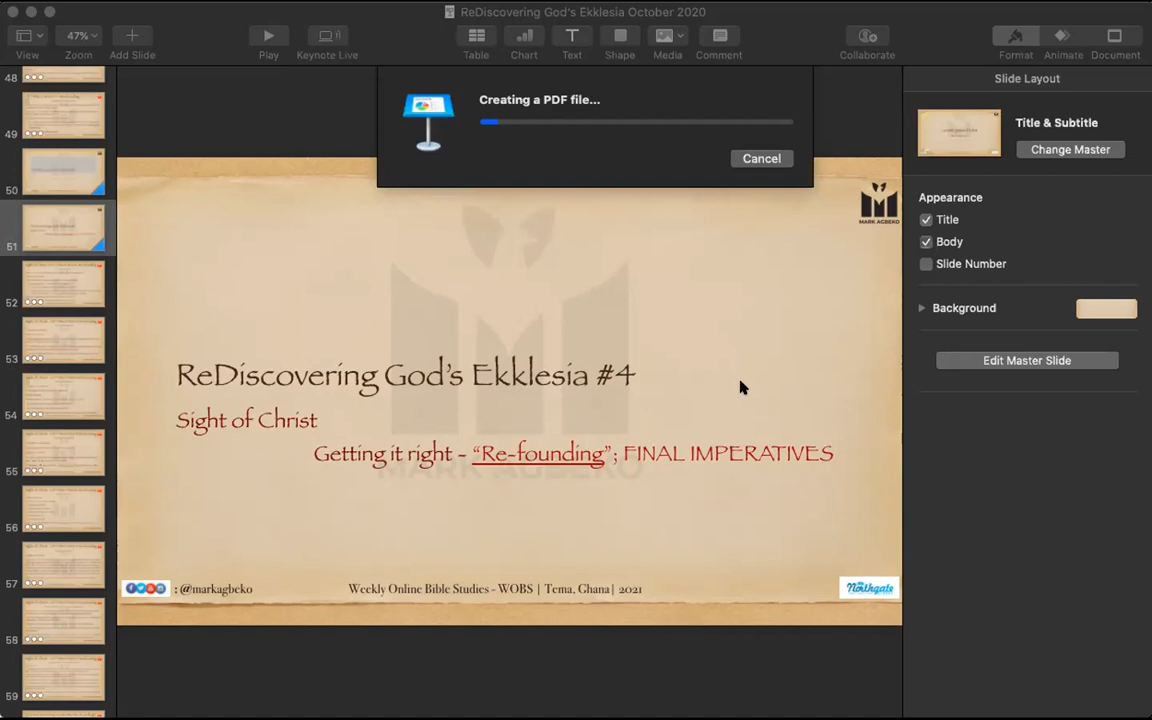 ReDiscovering God's Ekklesia October 2020
View
47%
Zoom
Add Slide
Play
Keynote Live
Table
Chart
Text
Shape
Media
Comment
Collaborate
Format
Animate
Document
48
49
50
51
52
53
54
55
56
57
58
59
Creating a PDF file...
Cancel
MARK AGBEKO
MARK AGBEKO
ReDiscovering God's Ekklesia #4
Sight of Christ
Getting it right – "Re-founding"; FINAL IMPERATIVES
: @markagbeko
Weekly Online Bible Studies - WOBS | Tema, Ghana| 2021
Northgate
Slide Layout
Title & Subtitle
Change Master
Appearance
Title
Body
Slide Number
Background
Edit Master Slide